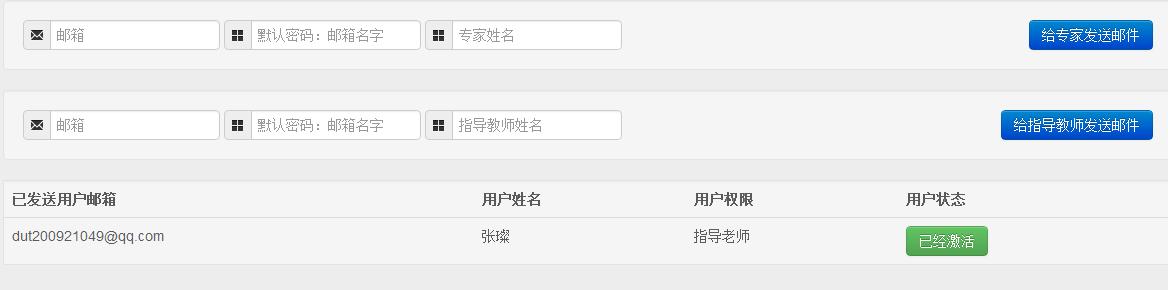 邮箱 默认密码：邮箱名字 专家姓名 给专家发送邮件
邮箱 默认密码：邮箱名字 指导教师姓名 给指导教师发送邮件
已发送用户邮箱 用户姓名 用户权限 用户状态
dut200921049@qq.com 张璨 指导老师 已经激活